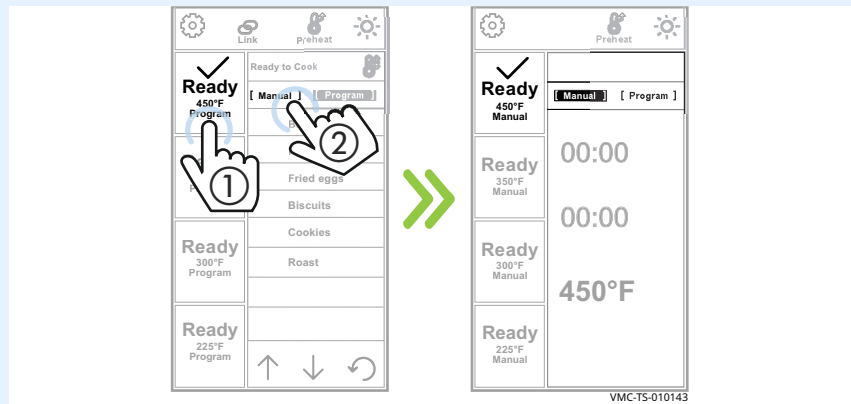 Link
Preheat
Ready
450°F
Program
Ready to Cook
[ Manual ] [ Program ]
1
2
Fried eggs
Biscuits
Cookies
Roast
Ready
300°F
Program
Ready
225°F
Program
Preheat
Ready
450°F
Manual
[ Manual ] [ Program ]
Ready
350°F
Manual
Ready
300°F
Manual
Ready
225°F
Manual
00:00
00:00
450°F
VMC-TS-010143